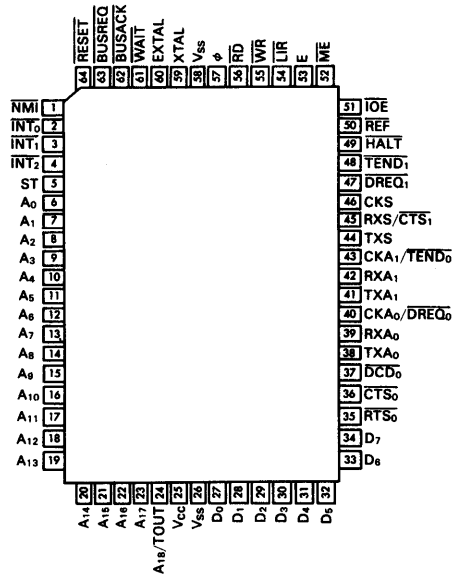 RESET
BUSREQ
BUSACK
WAIT
EXTAL
XTAL
Vss
ϕ
RD
WR
LIR
E
ME
64 63 62 61 60 59 58 57 56 55 54 53 52
NMI 1
INT₀ 2
INT₁ 3
INT₂ 4
ST 5
A₀ 6
A₁ 7
A₂ 8
A₃ 9
A₄ 10
A₅ 11
A₆ 12
A₇ 13
A₈ 14
A₉ 15
A₁₀ 16
A₁₁ 17
A₁₂ 18
A₁₃ 19
51 IOE
50 REF
49 HALT
48 TEND₁
47 DREQ₁
46 CKS
45 RXS/CTS₁
44 TXS
43 CKA₁/TEND₀
42 RXA₁
41 TXA₁
40 CKA₀/DREQ₀
39 RXA₀
38 TXA₀
37 DCD₀
36 CTS₀
35 RTS₀
34 D₇
33 D₆
20 21 22 23 24 25 26 27 28 29 30 31 32
A₁₄
A₁₅
A₁₆
A₁₇
A₁₈/TOUT
Vcc
Vss
D₀
D₁
D₂
D₃
D₄
D₅